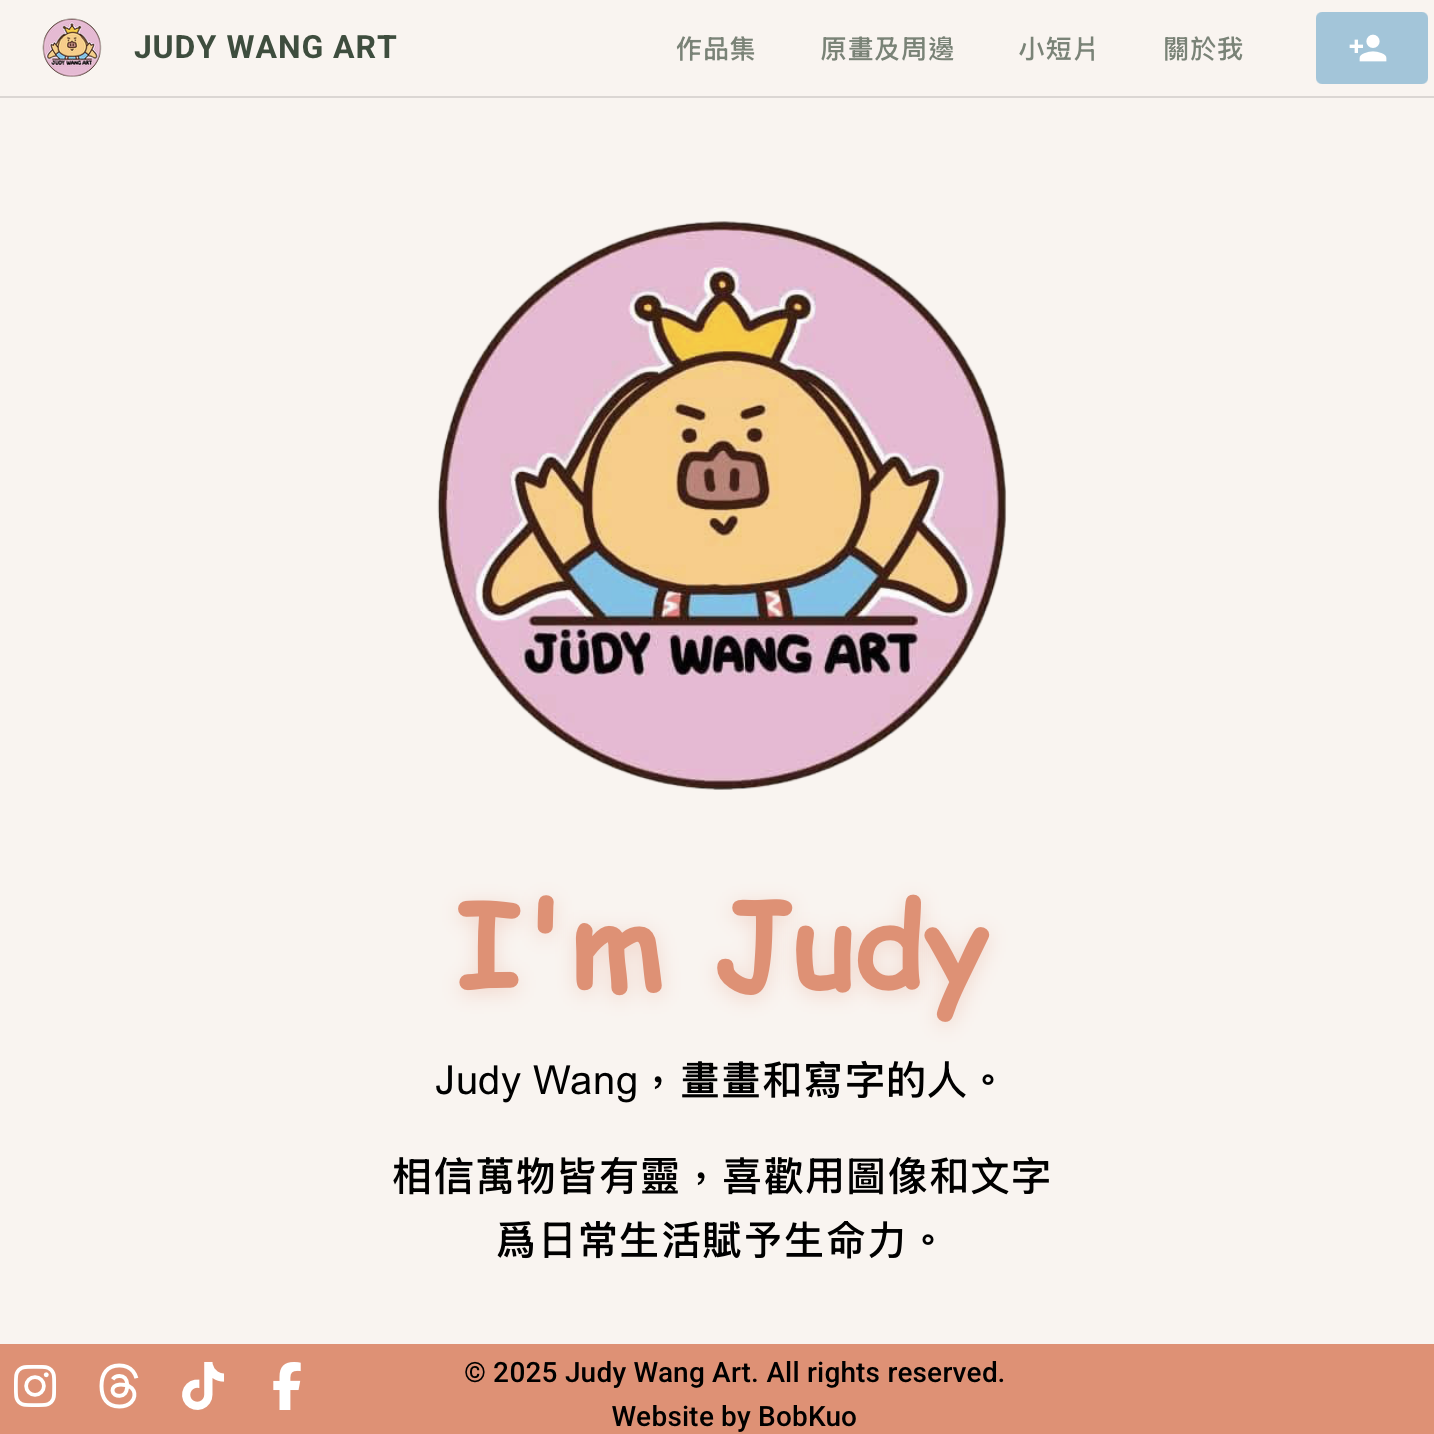 JUDY WANG ART
JUDY WANG ART
作品集
原畫及周邊
小短片
關於我
JÜDY WANG ART
I'm Judy
Judy Wang，畫畫和寫字的人。
相信萬物皆有靈，喜歡用圖像和文字
爲日常生活賦予生命力。
© 2025 Judy Wang Art. All rights reserved.
Website by BobKuo